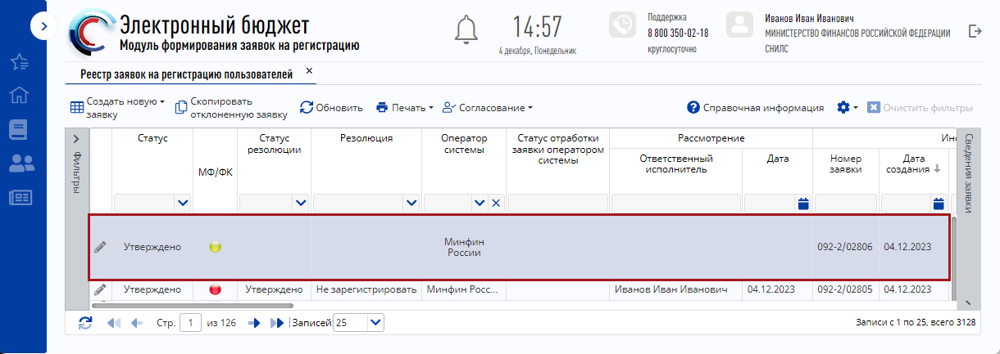 Электронный бюджет
Модуль формирования заявок на регистрацию
14:57
4 декабря, Понедельник
Поддержка
8 800 350-02-18
круглосуточно
Иванов Иван Иванович
МИНИСТЕРСТВО ФИНАНСОВ РОССИЙСКОЙ ФЕДЕРАЦИИ
СНИЛС
Реестр заявок на регистрацию пользователей
Создать новую
заявку
Скопировать
отклоненную заявку
Обновить
Печать
Согласование
Справочная информация
Очистить фильтры
Фильтры
Статус
МФ/ФК
Статус
резолюции
Резолюция
Оператор
системы
Статус отработки
заявки оператором
системы
Рассмотрение
Ответственный
исполнитель
Дата
Инс
Номер
заявки
Дата
создания
Сведения заявки
Утверждено
Минфин
России
092-2/02806 04.12.2023
Утверждено Утверждено Не зарегистрировать Минфин Росс... Иванов Иван Иванович 04.12.2023 092-2/02805 04.12.2023
Стр. 1 из 126 Записей: 25
Записи с 1 по 25, всего 3128